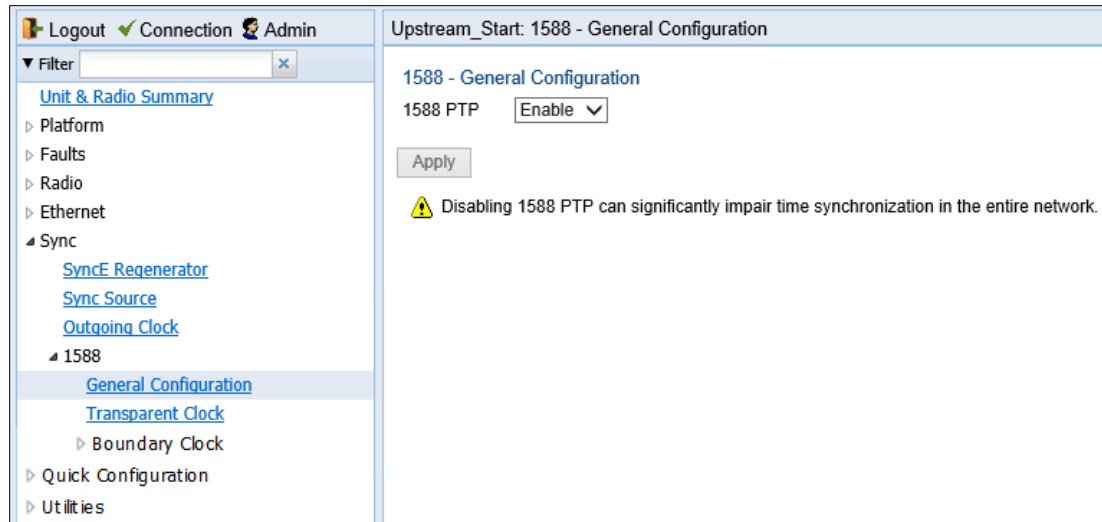 Logout Connection Admin
Filter
Unit & Radio Summary
Platform
Faults
Radio
Ethernet
Sync
SyncE Regenerator
Sync Source
Outgoing Clock
1588
General Configuration
Transparent Clock
Boundary Clock
Quick Configuration
Utilities
Upstream_Start: 1588 - General Configuration
1588 - General Configuration
1588 PTP Enable
Apply
Disabling 1588 PTP can significantly impair time synchronization in the entire network.